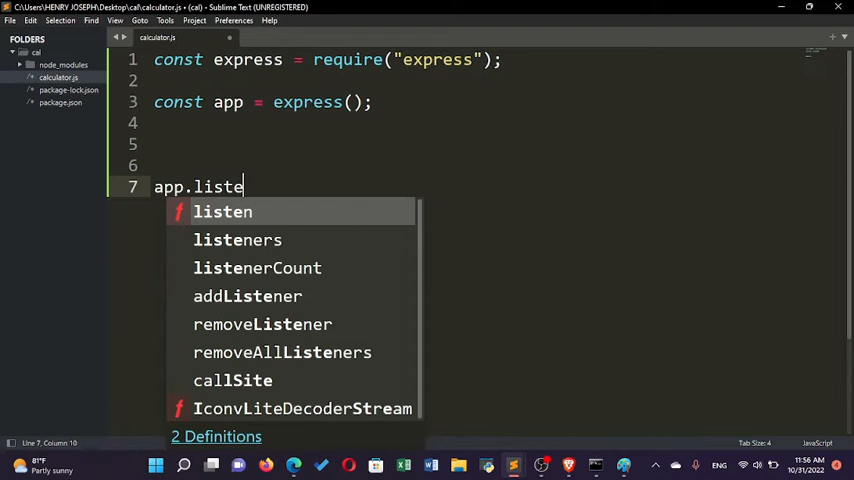 C:\Users\HENRY JOSEPH\Desktop\cal\calculator.js • (cal) - Sublime Text (UNREGISTERED)
File Edit Selection Find View Goto Tools Project Preferences Help
FOLDERS
cal
node_modules
calculator.js
package-lock.json
package.json
calculator.js
1 const express = require("express");
2
3 const app = express();
4
5
6
7 app.liste
f listen
listeners
listenerCount
addListener
removeListener
removeAllListeners
callSite
f IconvLiteDecoderStream
2 Definitions
Line 7, Column 10 Tab Size: 4 JavaScript
81°F
Partly sunny
ENG
11:56 AM
10/31/2022
4